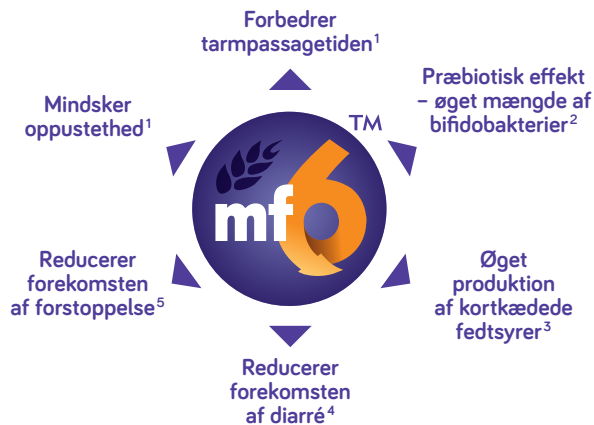 Forbedrer
tarmpassagetiden¹
Præbiotisk effekt
– øget mængde af
bifidobakterier²
Mindsker
oppustethed¹
TM
mf6
Reducerer
forekomsten
af forstoppelse⁵
Øget
produktion
af kortkædede
fedtsyrer³
Reducerer
forekomsten
af diarré⁴